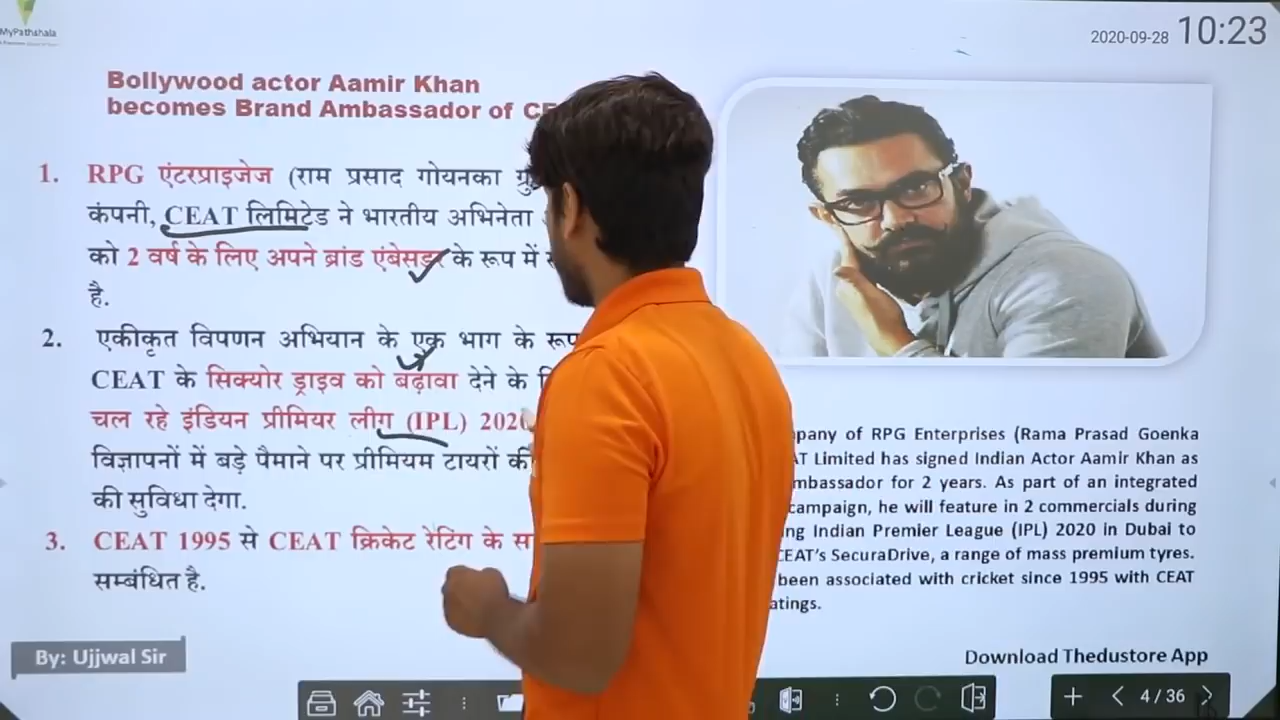 MyPathshala
2020-09-28 10:23
Bollywood actor Aamir Khan
becomes Brand Ambassador of
1. RPG एंटरप्राइजेज (राम प्रसाद गोयनका
कंपनी, CEAT लिमिटेड ने भारतीय अभिनेता
को 2 वर्ष के लिए अपने ब्रांड एंबेसडर के रूप में
है.
2. एकीकृत विपणन अभियान के एक भाग के
CEAT के सिक्योर ड्राइव को बढ़ावा देने के
चल रहे इंडियन प्रीमियर लीग (IPL) 2020
विज्ञापनों में बड़े पैमाने पर प्रीमियम टायरों की
की सुविधा देगा.
3. CEAT 1995 से CEAT क्रिकेट रेटिंग के
सम्बंधित है.
of RPG Enterprises (Rama Prasad Goenka
Limited has signed Indian Actor Aamir Khan as
for 2 years. As part of an integrated
campaign, he will feature in 2 commercials during
Indian Premier League (IPL) 2020 in Dubai to
CEAT's SecuraDrive, a range of mass premium tyres.
been associated with cricket since 1995 with CEAT
By: Ujjwal Sir
Download Thedustore App
4 / 36